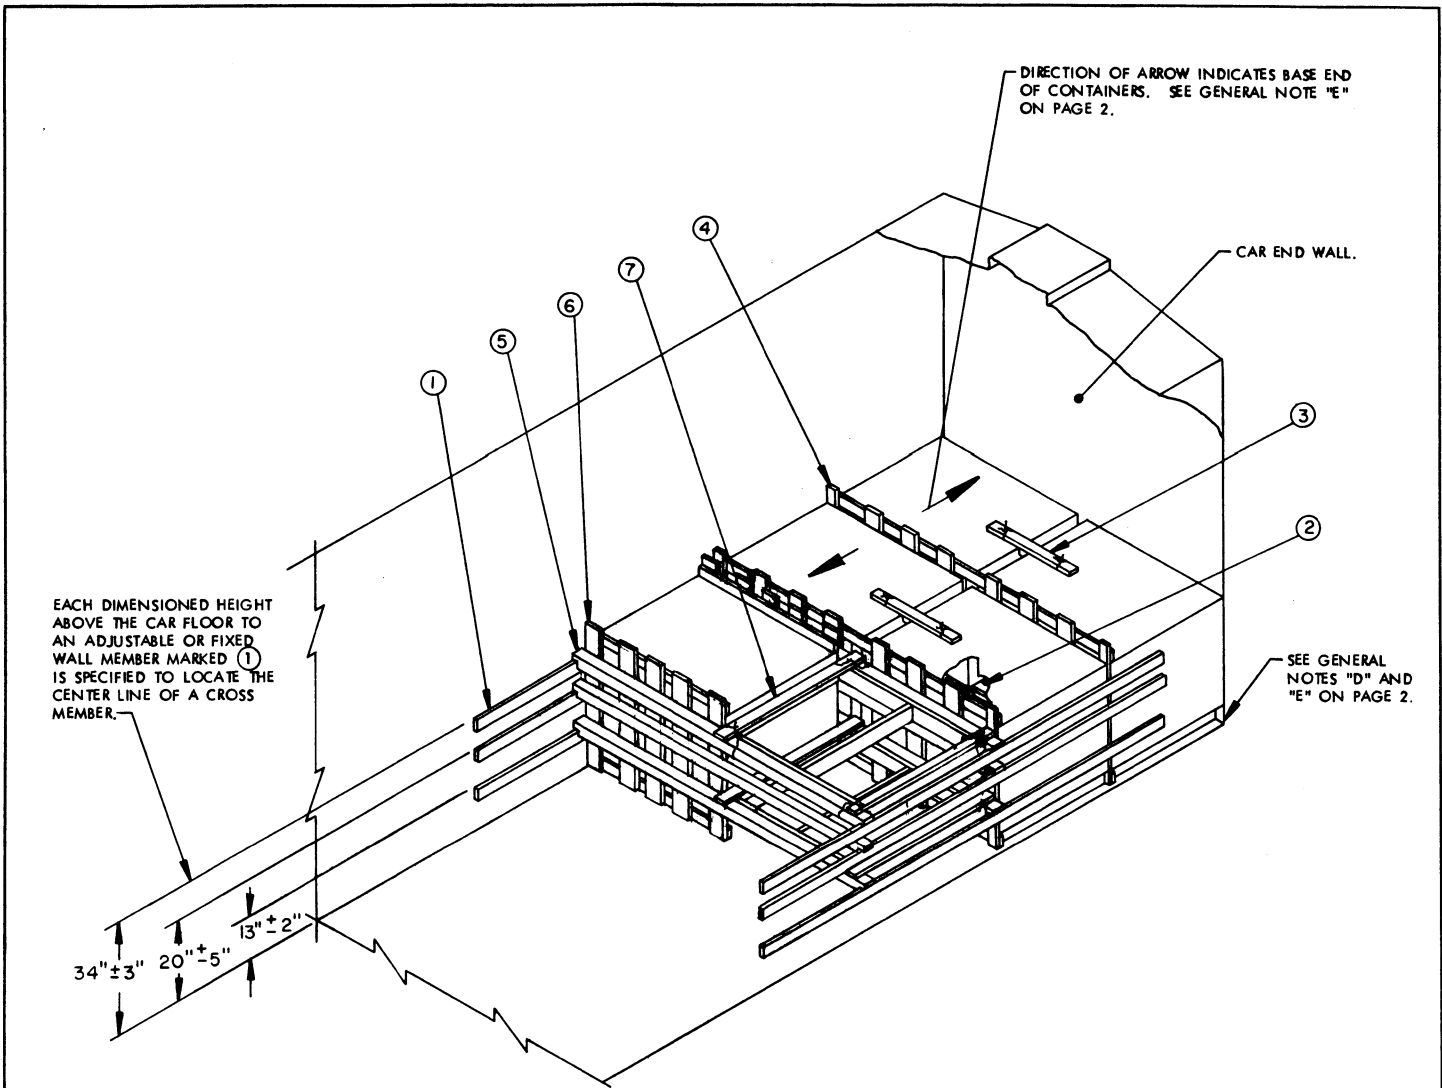 DIRECTION OF ARROW INDICATES BASE END
OF CONTAINERS. SEE GENERAL NOTE "E"
ON PAGE 2.
4
CAR END WALL.
7
6
5
1
3
2
EACH DIMENSIONED HEIGHT
ABOVE THE CAR FLOOR TO
AN ADJUSTABLE OR FIXED
WALL MEMBER MARKED 1
IS SPECIFIED TO LOCATE THE
CENTER LINE OF A CROSS
MEMBER.
SEE GENERAL
NOTES "D" AND
"E" ON PAGE 2.
13"±2"
20"±5"
34"±3"